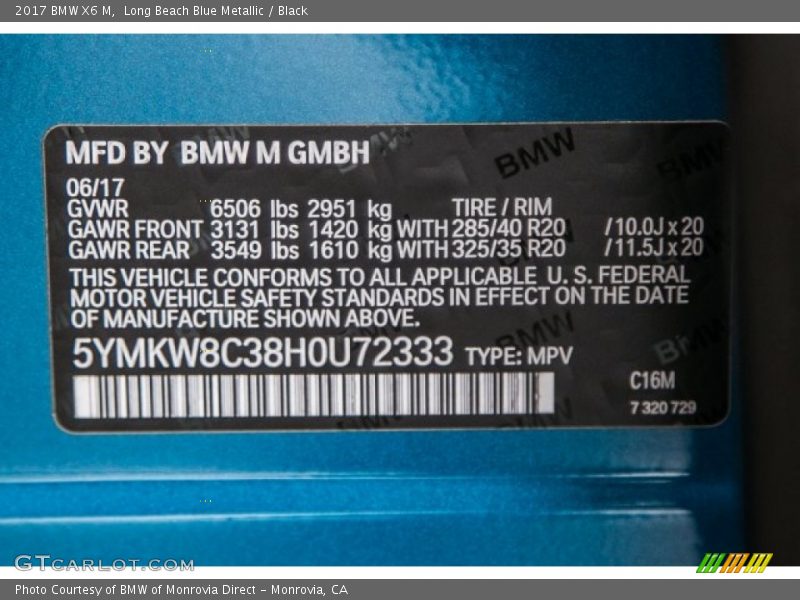 2017 BMW X6 M,  Long Beach Blue Metallic / Black
MFD BY BMW M GMBH
06/17
GVWR 6506 lbs 2951 kg TIRE / RIM
GAWR FRONT 3131 lbs 1420 kg WITH 285/40 R20 /10.0J x 20
GAWR REAR 3549 lbs 1610 kg WITH 325/35 R20 /11.5J x 20
THIS VEHICLE CONFORMS TO ALL APPLICABLE U.S. FEDERAL
MOTOR VEHICLE SAFETY STANDARDS IN EFFECT ON THE DATE
OF MANUFACTURE SHOWN ABOVE.
5YMKW8C38H0U72333 TYPE: MPV
C16M
7 320 729
BMW
BMW
BMW
BMW
GTCARLOT.COM
Photo Courtesy of BMW of Monrovia Direct - Monrovia, CA